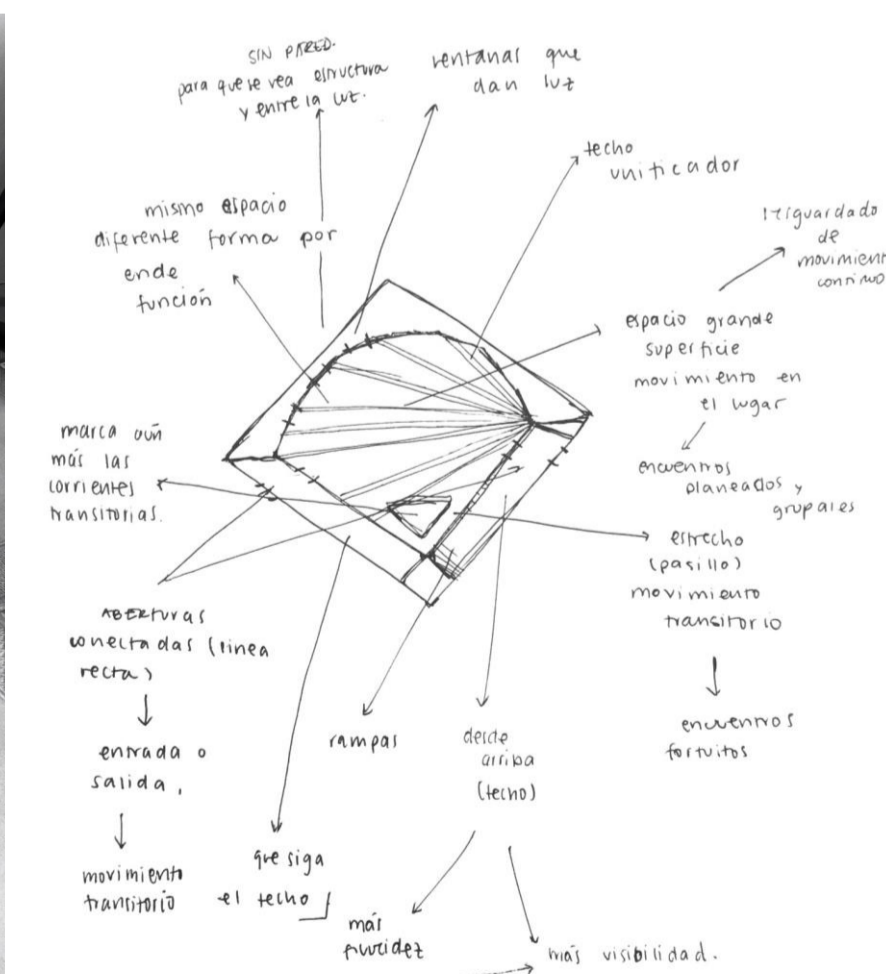 SIN PARED.
para que se vea estructura
y entre la luz.
ventanas que
dan luz
techo
unificador
mismo espacio
diferente forma por
ende
función
resguardado
de
movimient
continuo
espacio grande
superficie
movimiento en
el lugar
encuentros
planeados y
grupales
marca aún
más las
corrientes
transitorias.
estrecho
(pasillo)
movimiento
transitorio
encuentros
fortuitos
ABERTURAS
conectadas (linea
recta)
entrada o
salida,
movimiento
transitorio
rampas
desde
arriba
(techo)
que siga
el techo
más
fluidez
más visibilidad.